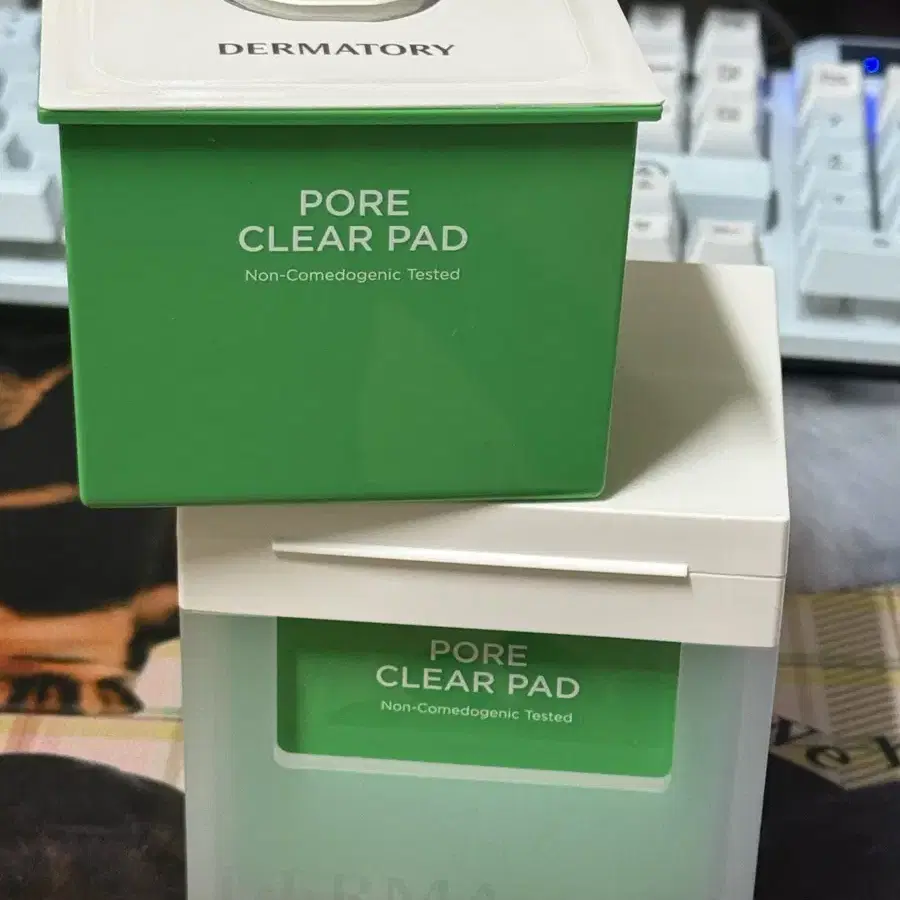 DERMATORY
PORE
CLEAR PAD
Non-Comedogenic Tested
PORE
CLEAR PAD
Non-Comedogenic Tested